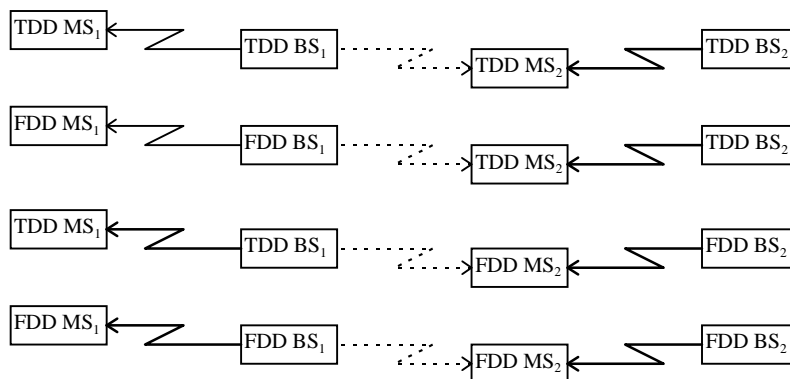 TDD MS₁ TDD BS₁ TDD MS₂ TDD BS₂
FDD MS₁ FDD BS₁ TDD MS₂ TDD BS₂
TDD MS₁ TDD BS₁ FDD MS₂ FDD BS₂
FDD MS₁ FDD BS₁ FDD MS₂ FDD BS₂